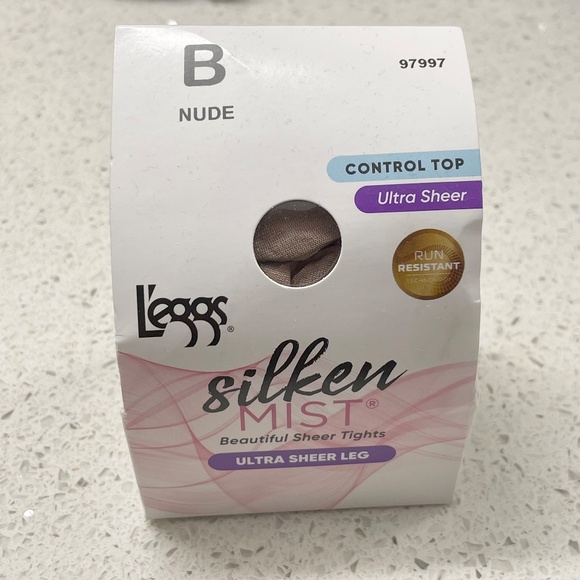 B
97997
NUDE
CONTROL TOP
Ultra Sheer
RUN
RESISTANT
L'eggs®
silken
MIST®
Beautiful Sheer Tights
ULTRA SHEER LEG